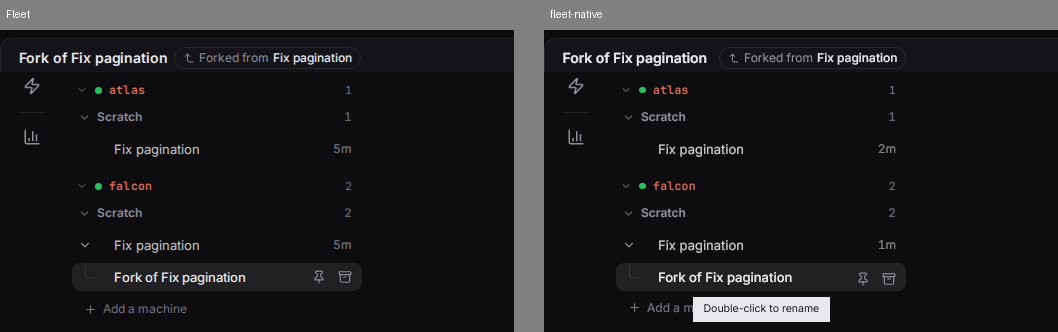 Fleet
Fork of Fix pagination Forked from Fix pagination
atlas 1
Scratch 1
Fix pagination 5m
falcon 2
Scratch 2
Fix pagination 5m
Fork of Fix pagination
Add a machine
fleet-native
Fork of Fix pagination Forked from Fix pagination
atlas 1
Scratch 1
Fix pagination 2m
falcon 2
Scratch 2
Fix pagination 1m
Fork of Fix pagination
Add a m
Double-click to rename